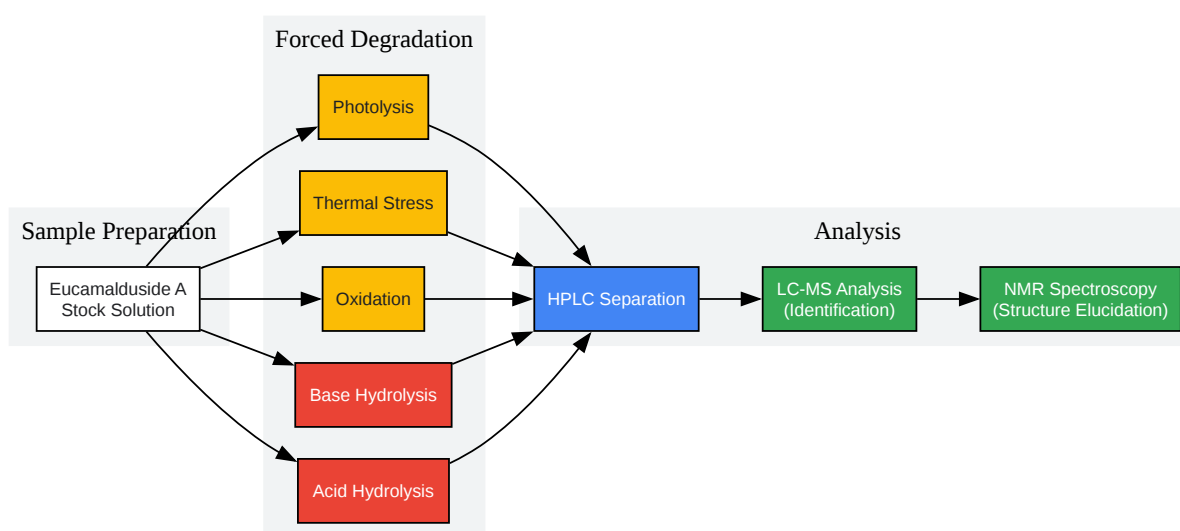 Forced Degradation
Photolysis
Thermal Stress
Sample Preparation
Analysis
Eucamalduside A
Stock Solution
Oxidation
HPLC Separation
LC-MS Analysis
(Identification)
NMR Spectroscopy
(Structure Elucidation)
Base Hydrolysis
Acid Hydrolysis